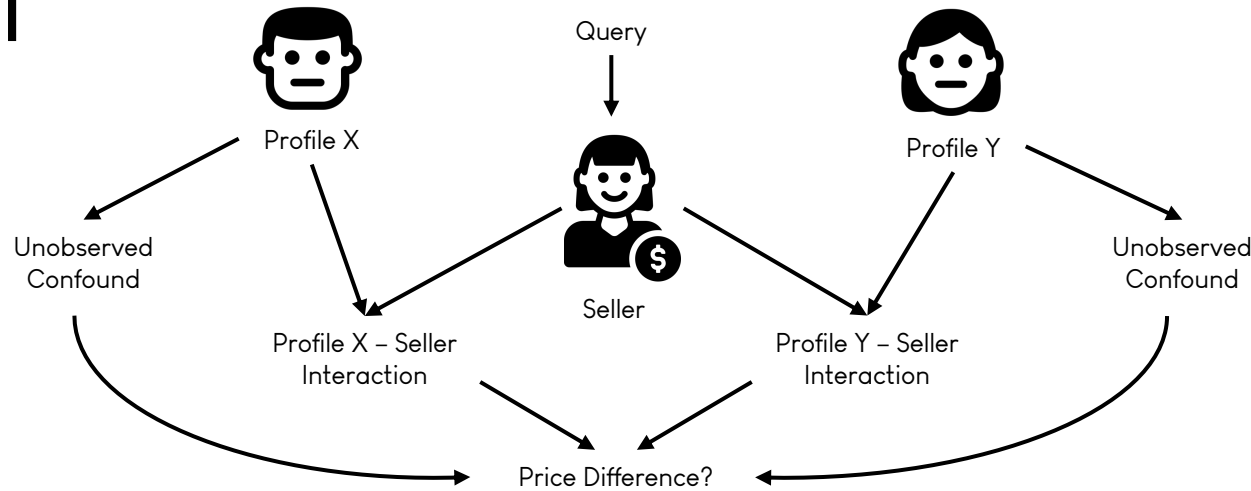 Query
Profile X
Profile Y
Unobserved
Confound
$
Seller
Unobserved
Confound
Profile X – Seller
Interaction
Profile Y – Seller
Interaction
Price Difference?